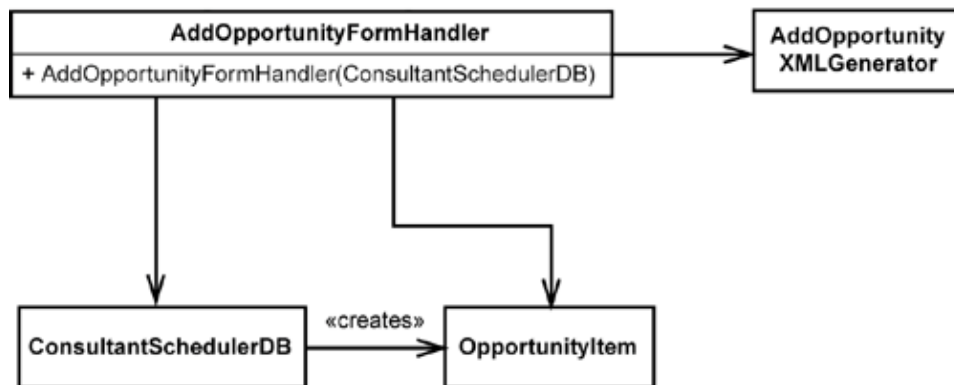 AddOpportunityFormHandler
+ AddOpportunityFormHandler(ConsultantSchedulerDB)
AddOpportunity
XMLGenerator
ConsultantSchedulerDB
«creates»
OpportunityItem